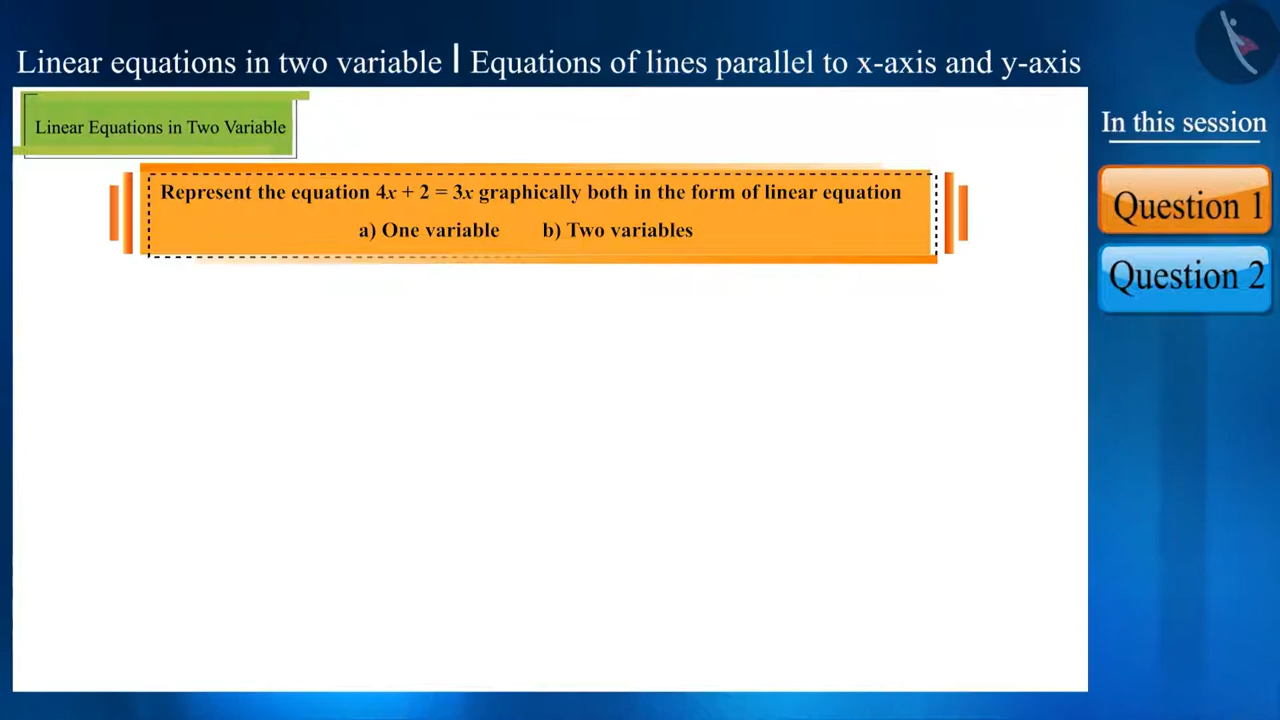 Linear equations in two variable | Equations of lines parallel to x-axis and y-axis
Linear Equations in Two Variable
Represent the equation 4x + 2 = 3x graphically both in the form of linear equation
a) One variable b) Two variables
In this session
Question 1
Question 2